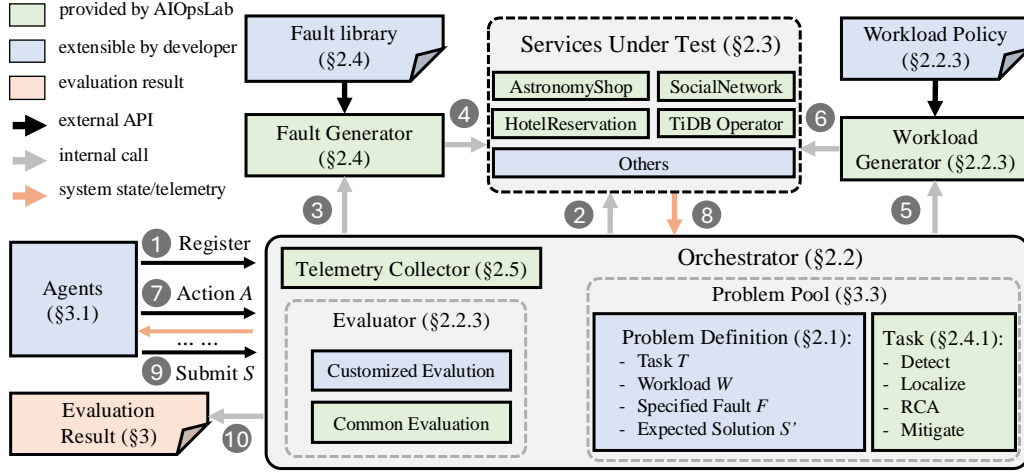 provided by AIOpsLab
extensible by developer
evaluation result
external API
internal call
system state/telemetry
Fault library
(§2.4)
Fault Generator
(§2.4)
4
3
Services Under Test (§2.3)
AstronomyShop
SocialNetwork
HotelReservation
TiDB Operator
Others
Workload Policy
(§2.2.3)
6
Workload
Generator (§2.2.3)
5
2
8
Agents
(§3.1)
1
Register
7
Action A
... ...
9
Submit S
Evaluation
Result (§3)
10
Orchestrator (§2.2)
Telemetry Collector (§2.5)
Evaluator (§2.2.3)
Customized Evalution
Common Evaluation
Problem Pool (§3.3)
Problem Definition (§2.1):
- Task T
- Workload W
- Specified Fault F
- Expected Solution S'
Task (§2.4.1):
- Detect
- Localize
- RCA
- Mitigate